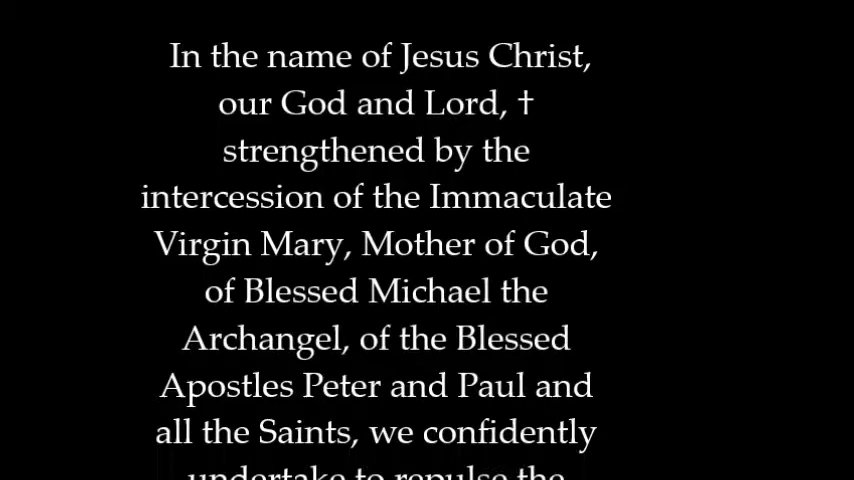 In the name of Jesus Christ,
our God and Lord, †
strengthened by the
intercession of the Immaculate
Virgin Mary, Mother of God,
of Blessed Michael the
Archangel, of the Blessed
Apostles Peter and Paul and
all the Saints, we confidently
undertake to repulse the